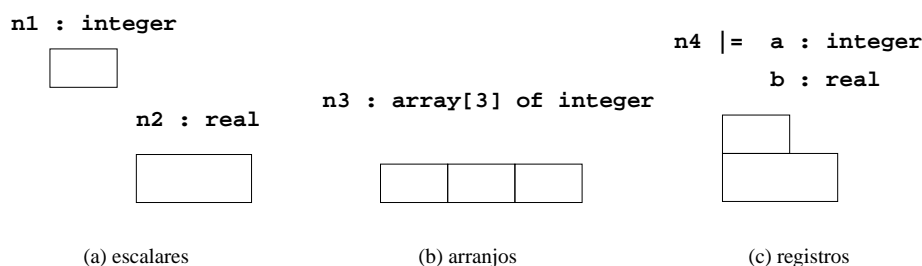 n1 : integer
n2 : real
(a) escalares
n3 : array[3] of integer
(b) arranjos
n4 |= a : integer
b : real
(c) registros